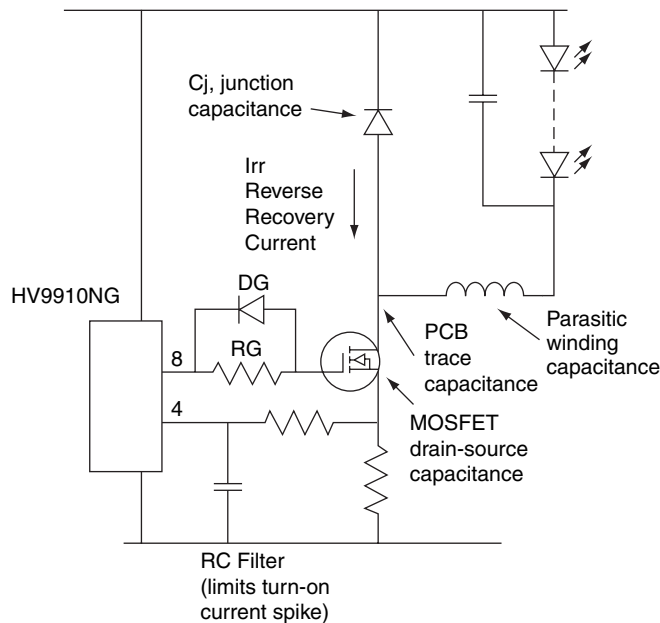 Cj, junction
capacitance
Irr
Reverse
Recovery
Current
HV9910NG
DG
8
RG
4
PCB
trace
capacitance
Parasitic
winding
capacitance
MOSFET
drain-source
capacitance
RC Filter
(limits turn-on
current spike)